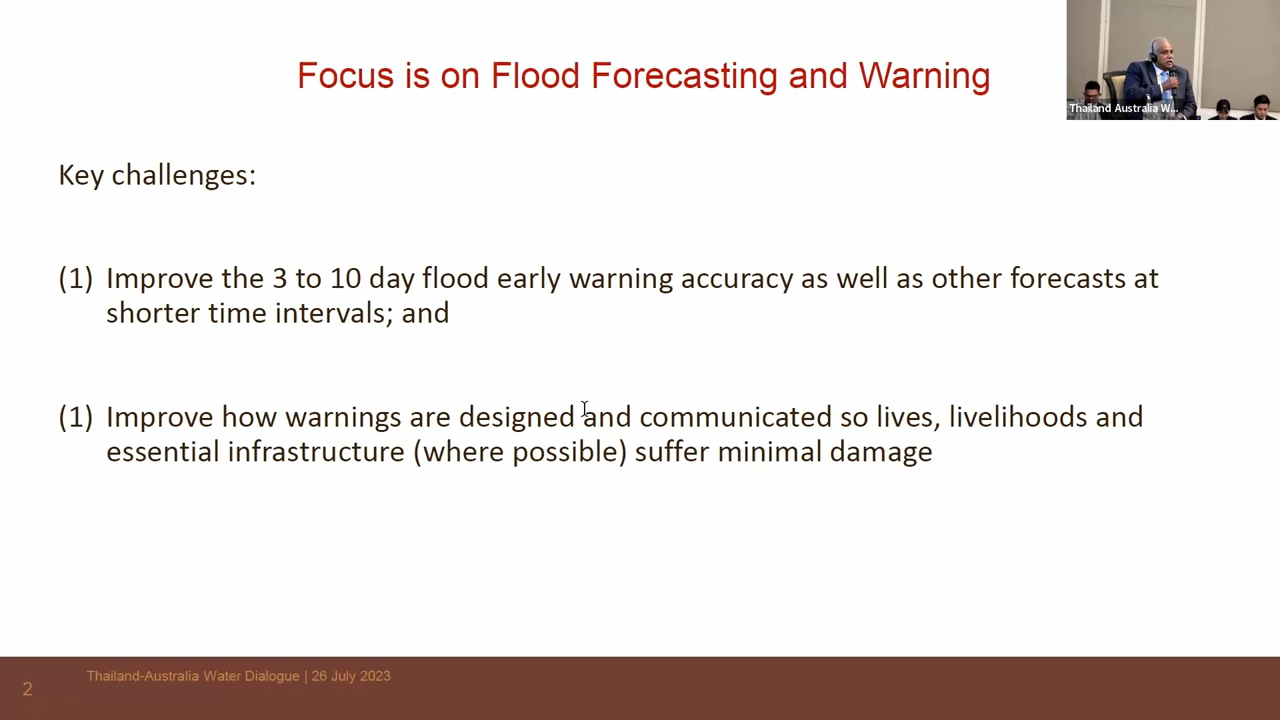 Focus is on Flood Forecasting and Warning
Thailand Australia W...
Key challenges:
(1) Improve the 3 to 10 day flood early warning accuracy as well as other forecasts at
shorter time intervals; and
(1) Improve how warnings are designed and communicated so lives, livelihoods and
essential infrastructure (where possible) suffer minimal damage
Thailand-Australia Water Dialogue | 26 July 2023
2